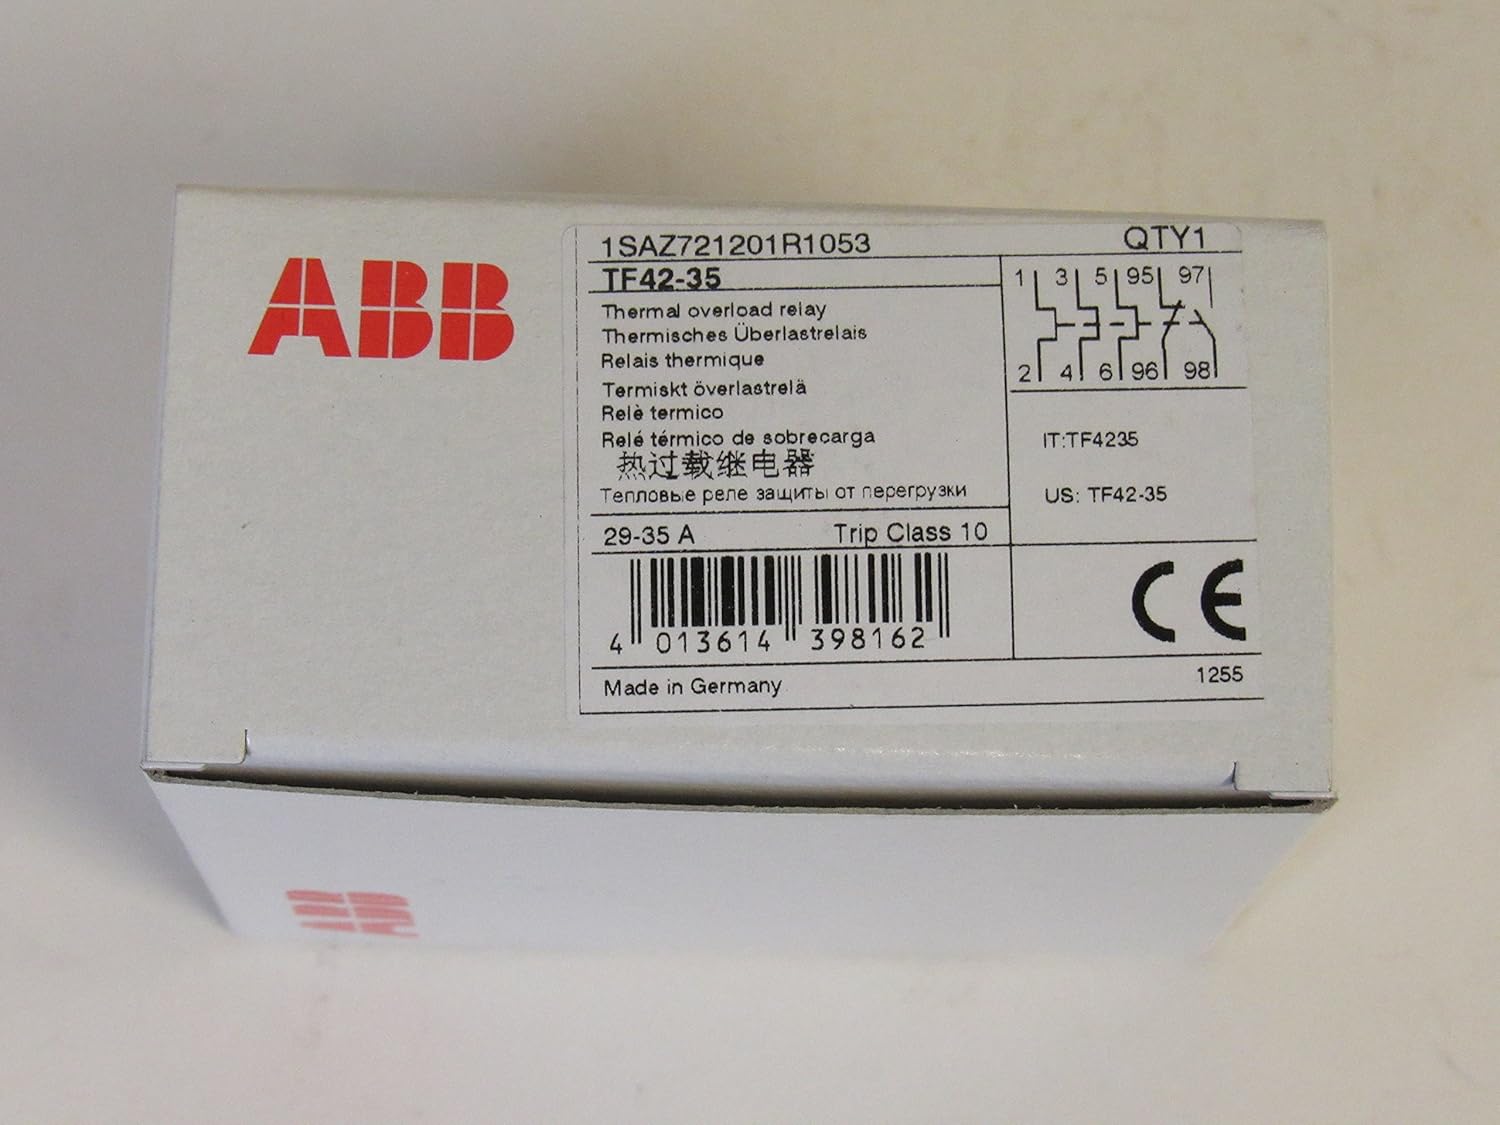 ABB
1SAZ721201R1053 QTY1
TF42-35
1 3 5 95 97
Thermal overload relay
Thermisches Überlastrelais
Relais thermique
2 4 6 96 98
Termiskt överlastrelä
Relè termico
Relé térmico de sobrecarga
IT:TF4235
热过载继电器
Тепловые реле защиты от перегрузки
US: TF42-35
29-35 A Trip Class 10
CE
4 013614 398162
Made in Germany
1255
ABB